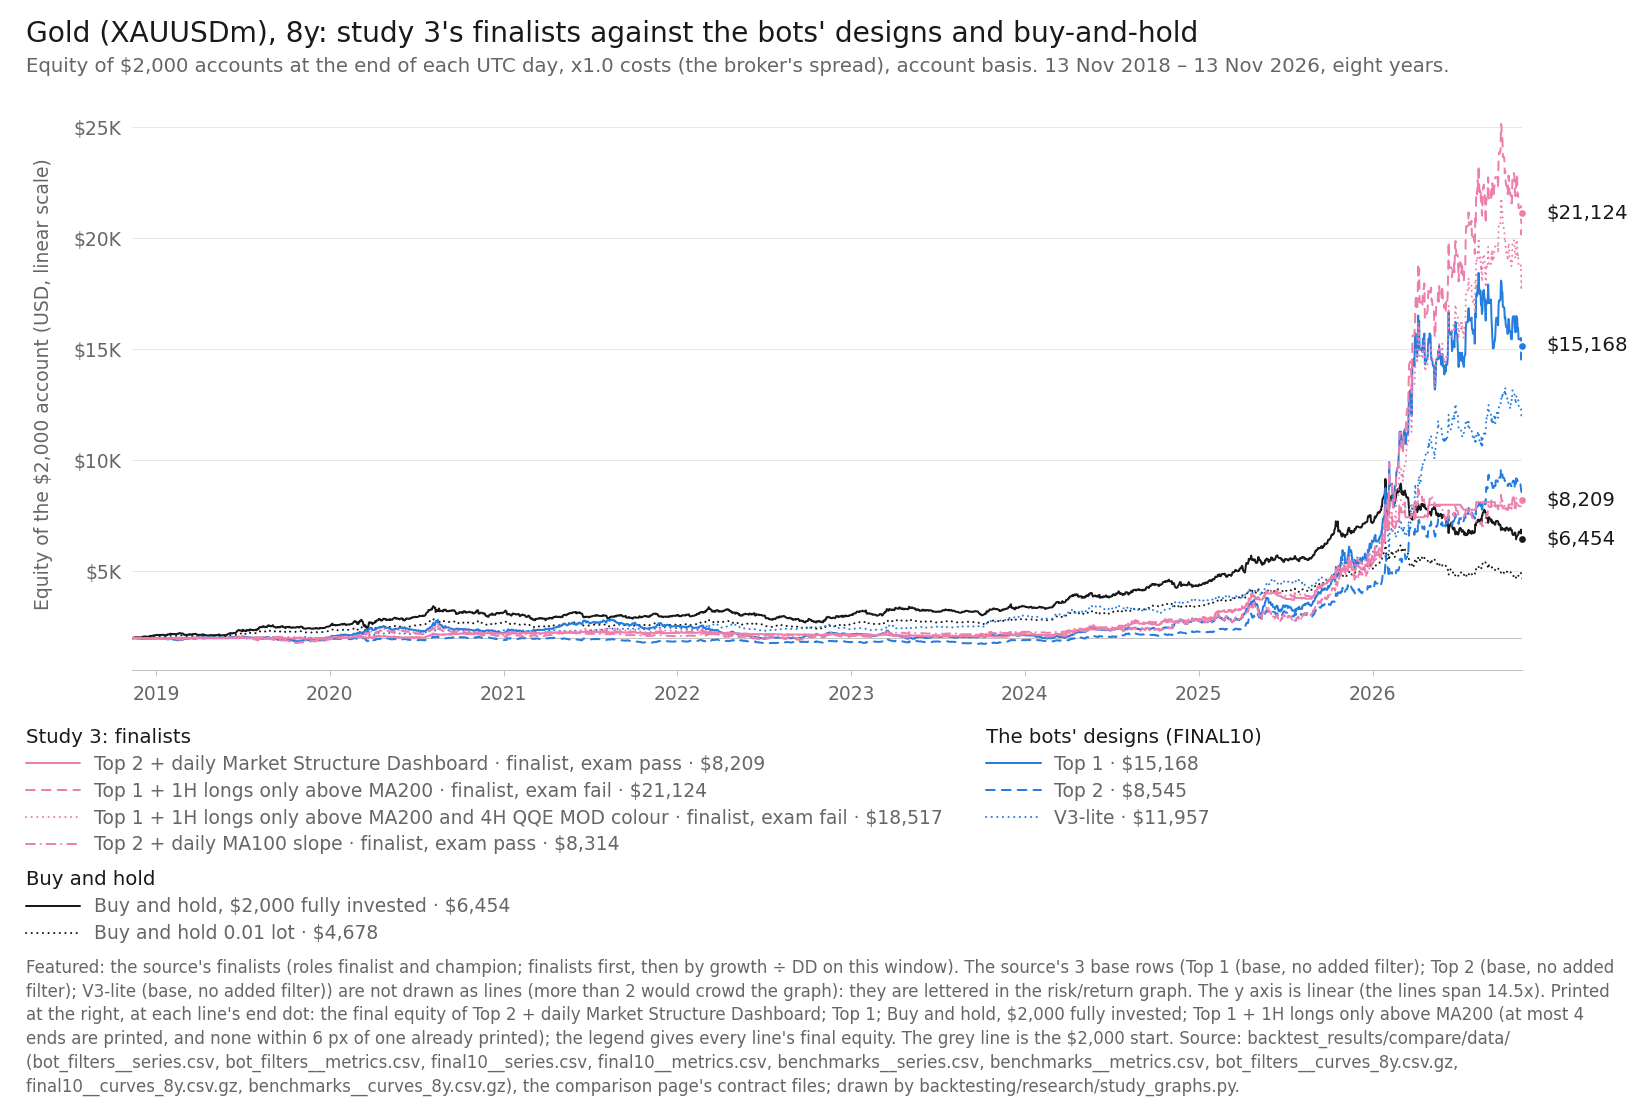 Gold (XAUUSDm), 8y: study 3's finalists against the bots' designs and buy-and-hold
Equity of $2,000 accounts at the end of each UTC day, x1.0 costs (the broker's spread), account basis. 13 Nov 2018 – 13 Nov 2026, eight years.
Equity of the $2,000 account (USD, linear scale)
$25K
$20K
$15K
$10K
$5K
$21,124
$15,168
$8,209
$6,454
2019
2020
2021
2022
2023
2024
2025
2026
Study 3: finalists
Top 2 + daily Market Structure Dashboard · finalist, exam pass · $8,209
Top 1 + 1H longs only above MA200 · finalist, exam fail · $21,124
Top 1 + 1H longs only above MA200 and 4H QQE MOD colour · finalist, exam fail · $18,517
Top 2 + daily MA100 slope · finalist, exam pass · $8,314
The bots' designs (FINAL10)
Top 1 · $15,168
Top 2 · $8,545
V3-lite · $11,957
Buy and hold
Buy and hold, $2,000 fully invested · $6,454
Buy and hold 0.01 lot · $4,678
Featured: the source's finalists (roles finalist and champion; finalists first, then by growth ÷ DD on this window). The source's 3 base rows (Top 1 (base, no added filter); Top 2 (base, no added
filter); V3-lite (base, no added filter)) are not drawn as lines (more than 2 would crowd the graph): they are lettered in the risk/return graph. The y axis is linear (the lines span 14.5x). Printed
at the right, at each line's end dot: the final equity of Top 2 + daily Market Structure Dashboard; Top 1; Buy and hold, $2,000 fully invested; Top 1 + 1H longs only above MA200 (at most 4
ends are printed, and none within 6 px of one already printed); the legend gives every line's final equity. The grey line is the $2,000 start. Source: backtest_results/compare/data/
(bot_filters__series.csv, bot_filters__metrics.csv, final10__series.csv, final10__metrics.csv, benchmarks__series.csv, benchmarks__metrics.csv, bot_filters__curves_8y.csv.gz,
final10__curves_8y.csv.gz, benchmarks__curves_8y.csv.gz), the comparison page's contract files; drawn by backtesting/research/study_graphs.py.